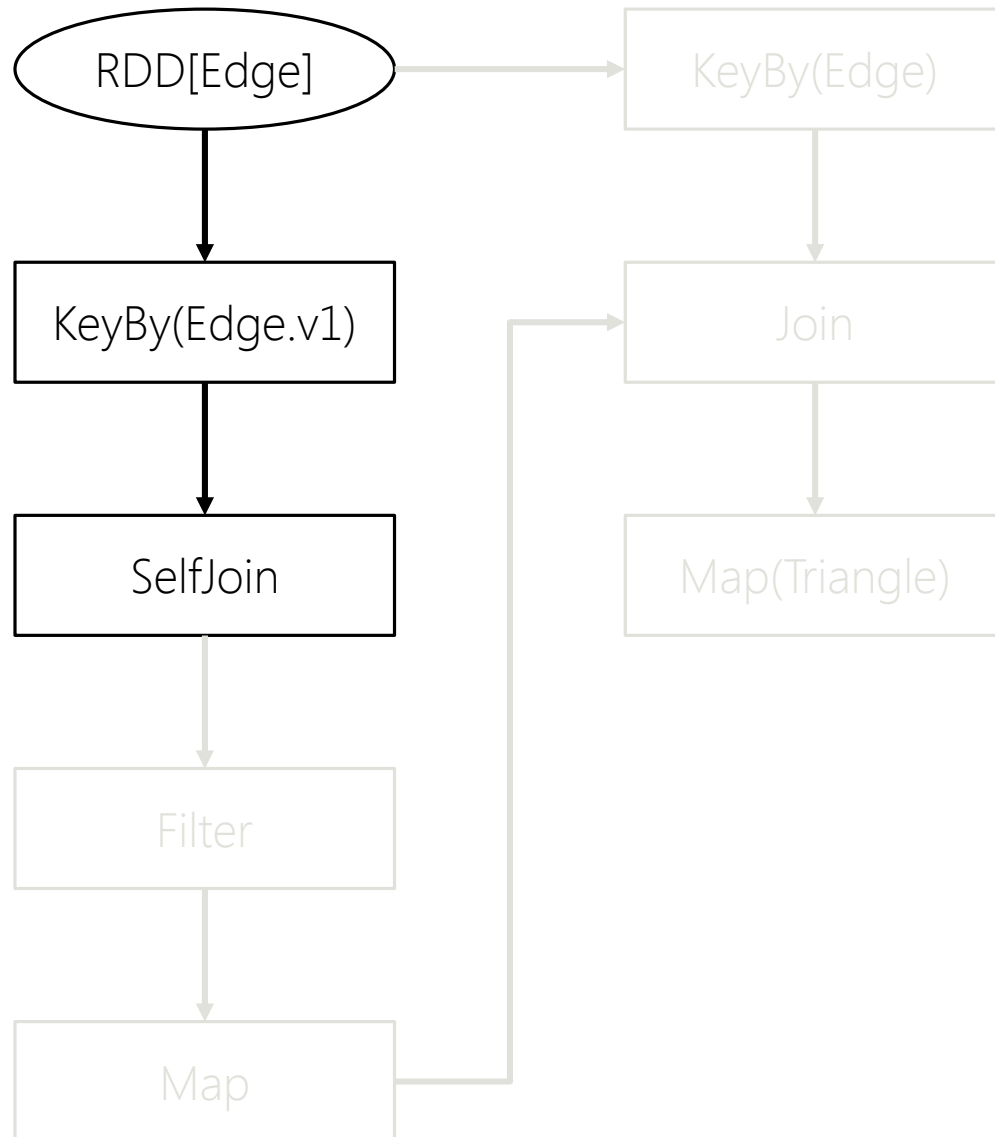 RDD[Edge]
KeyBy(Edge)
KeyBy(Edge.v1)
Join
SelfJoin
Map(Triangle)
Filter
Map